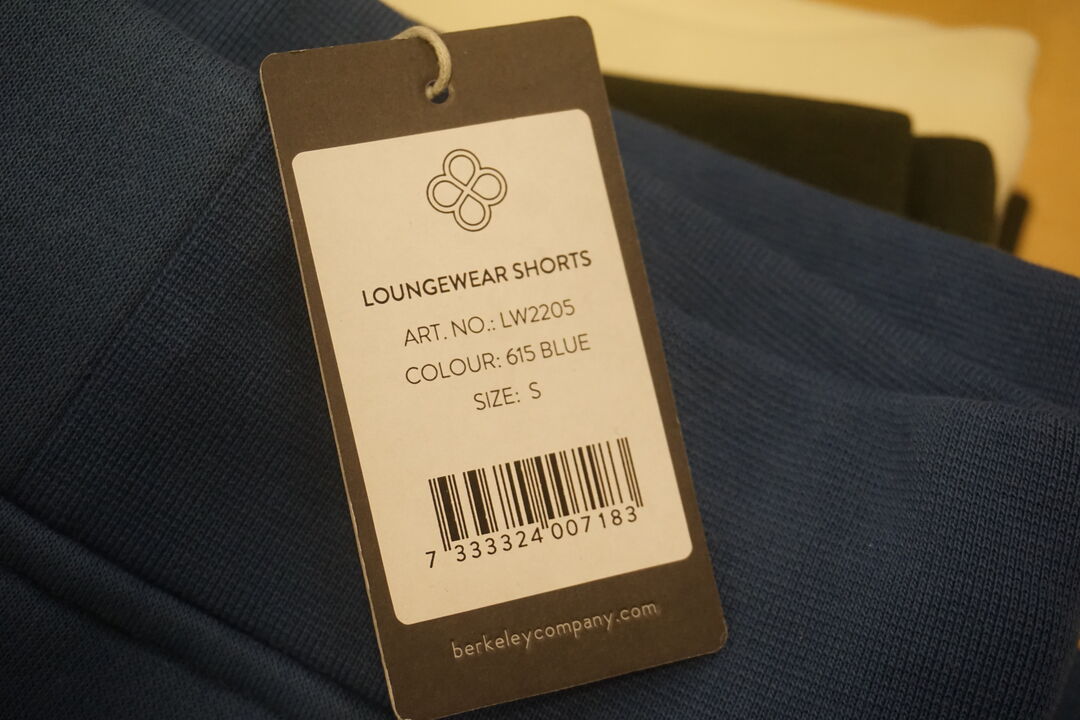 LOUNGEWEAR SHORTS
ART. NO.: LW2205
COLOUR: 615 BLUE
SIZE: S
7 333324 007183
berkeleycompany.com